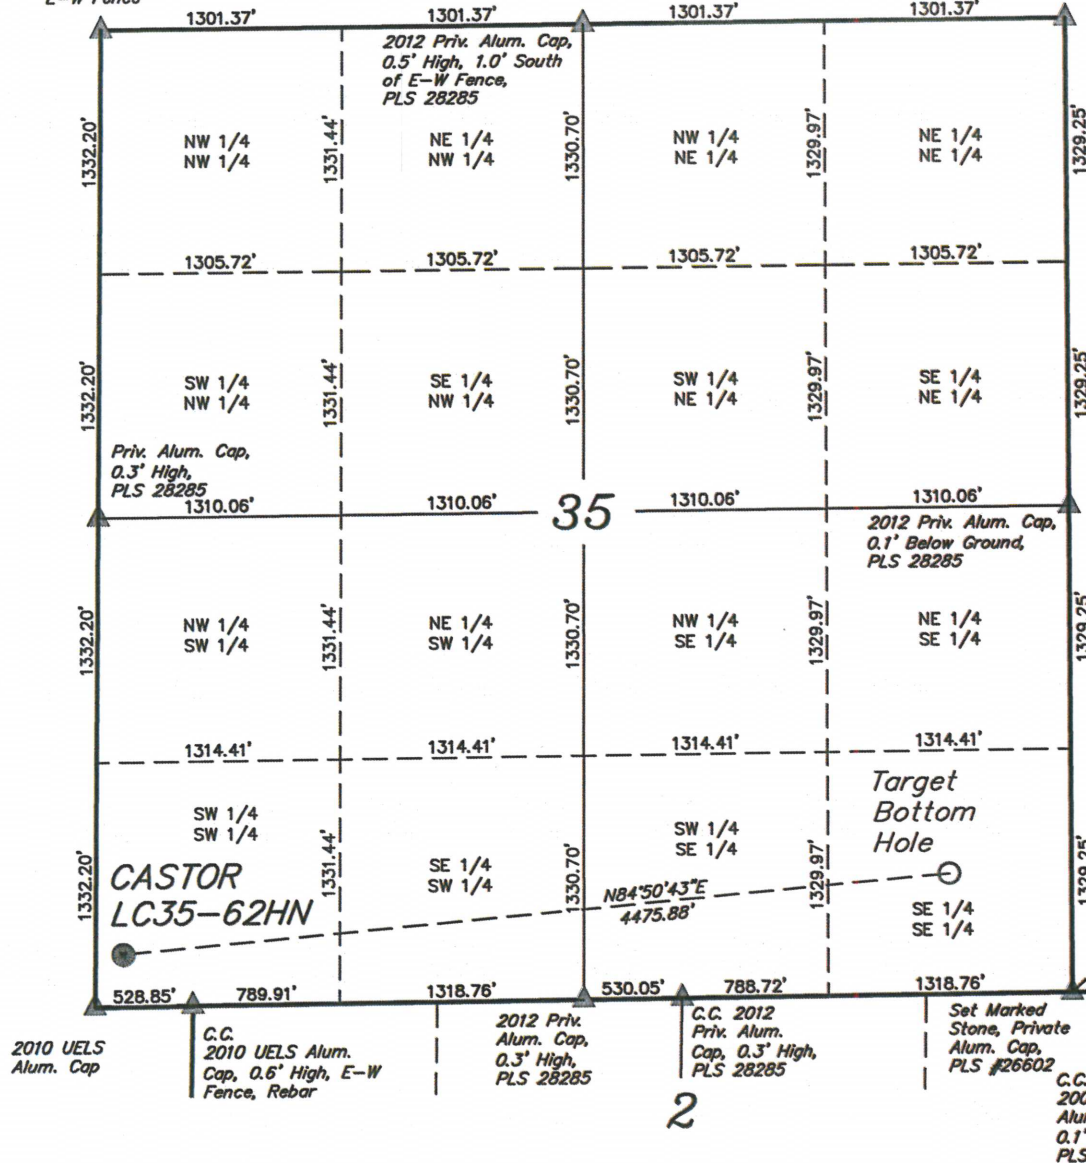 E-W Fence
1301.37'
1301.37'
1301.37'
1301.37'
2012 Priv. Alum. Cap,
0.5' High, 1.0' South
of E-W Fence,
PLS 28285
1332.20'
NW 1/4
NW 1/4
1331.44'
NE 1/4
NW 1/4
1330.70'
NW 1/4
NE 1/4
1329.97'
NE 1/4
NE 1/4
1329.25'
1305.72'
1305.72'
1305.72'
1305.72'
1332.20'
SW 1/4
NW 1/4
1331.44'
SE 1/4
NW 1/4
1330.70'
SW 1/4
NE 1/4
1329.97'
SE 1/4
NE 1/4
1329.25'
Priv. Alum. Cap,
0.3' High,
PLS 28285
1310.06'
1310.06'
35
1310.06'
1310.06'
2012 Priv. Alum. Cap,
0.1' Below Ground,
PLS 28285
1332.20'
NW 1/4
SW 1/4
1331.44'
NE 1/4
SW 1/4
1330.70'
NW 1/4
SE 1/4
1329.97'
NE 1/4
SE 1/4
1329.25'
1314.41'
1314.41'
1314.41'
1314.41'
1332.20'
SW 1/4
SW 1/4
1331.44'
SE 1/4
SW 1/4
1330.70'
SW 1/4
SE 1/4
1329.97'
Target
Bottom
Hole
SE 1/4
SE 1/4
1329.25'
CASTOR
LC35-62HN
N84°50'43"E
4475.88'
528.85'
789.91'
1318.76'
530.05'
788.72'
1318.76'
2010 UELS
Alum. Cap
C.C.
2010 UELS Alum.
Cap, 0.6' High, E-W
Fence, Rebar
2012 Priv.
Alum. Cap,
0.3' High,
PLS 28285
C.C. 2012
Priv. Alum.
Cap, 0.3' High,
PLS 28285
Set Marked
Stone, Private
Alum. Cap,
PLS #26602
C.C.
200
Alu
0.1'
PLS
2